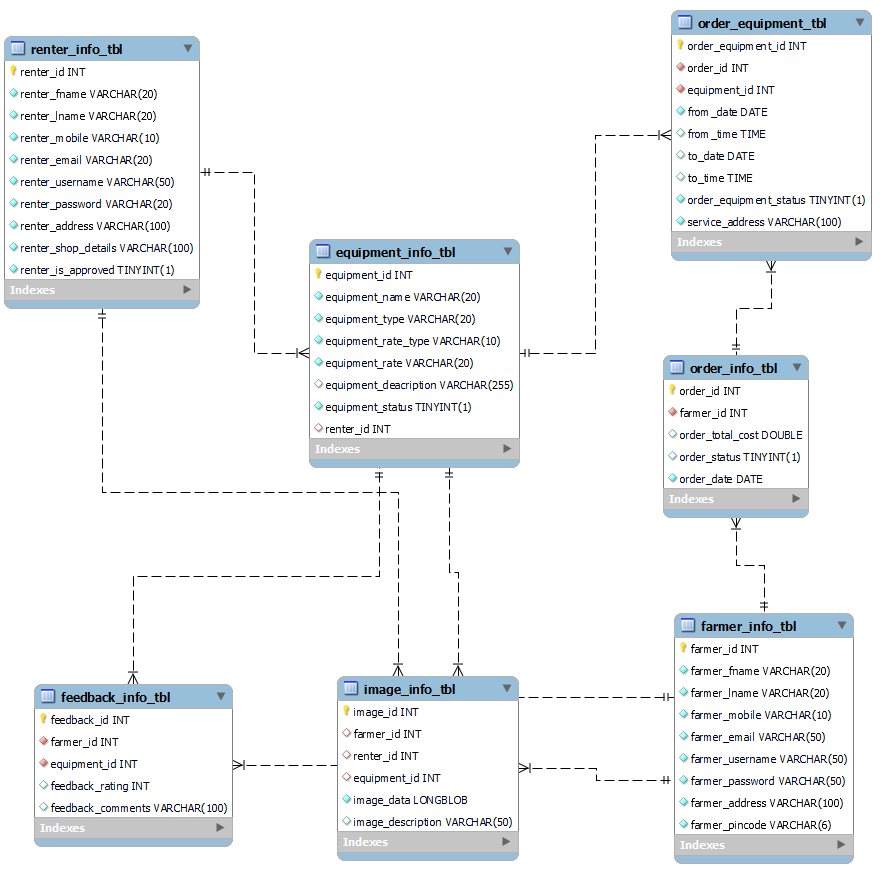 renter_info_tbl
renter_id INT
renter_fname VARCHAR(20)
renter_lname VARCHAR(20)
renter_mobile VARCHAR(10)
renter_email VARCHAR(20)
renter_username VARCHAR(50)
renter_password VARCHAR(20)
renter_address VARCHAR(100)
renter_shop_details VARCHAR(100)
renter_is_approved TINYINT(1)
Indexes
equipment_info_tbl
equipment_id INT
equipment_name VARCHAR(20)
equipment_type VARCHAR(20)
equipment_rate_type VARCHAR(10)
equipment_rate VARCHAR(20)
equipment_deacription VARCHAR(255)
equipment_status TINYINT(1)
renter_id INT
Indexes
order_equipment_tbl
order_equipment_id INT
order_id INT
equipment_id INT
from _date DATE
from_time TIME
to_date DATE
to_time TIME
order_equipment_status TINYINT(1)
service_address VARCHAR(100)
Indexes
order_info_tbl
order_id INT
farmer_id INT
order_total_cost DOUBLE
order_status TINYINT(1)
order_date DATE
Indexes
feedback_info_tbl
feedback_id INT
farmer_id INT
equipment_id INT
feedback_rating INT
feedback_comments VARCHAR(100)
Indexes
image_info_tbl
image_id INT
farmer_id INT
renter_id INT
equipment_id INT
image_data LONGBLOB
image_description VARCHAR(50)
Indexes
farmer_info_tbl
farmer_id INT
farmer_fname VARCHAR(20)
farmer_lname VARCHAR(20)
farmer_mobile VARCHAR(10)
farmer_email VARCHAR(50)
farmer_username VARCHAR(50)
farmer_password VARCHAR(50)
farmer_address VARCHAR(100)
farmer_pincode VARCHAR(6)
Indexes